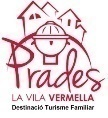 Prades
LA VILA VERMELLA
Destinació Turisme Familiar